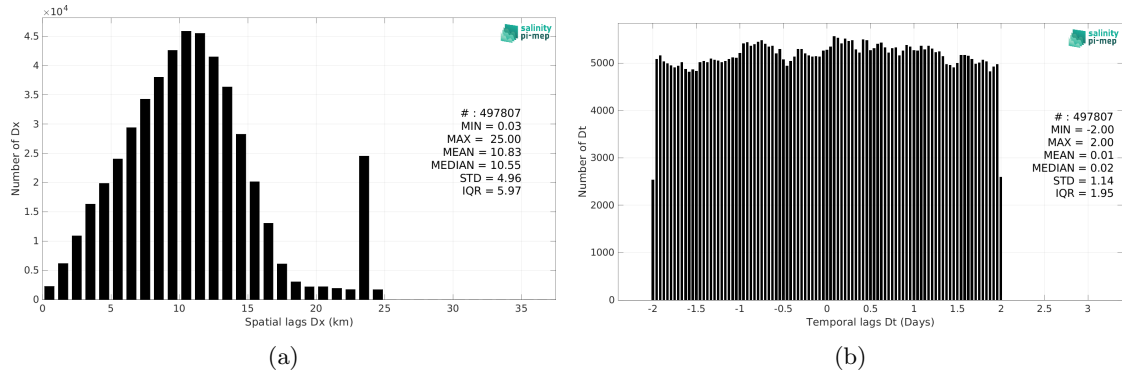 ×10⁴
4.5
4
3.5
3
2.5
2
1.5
1
0.5
0
Number of Dx
0 5 10 15 20 25 30 35
Spatial lags Dx (km)
salinity
pi-mep
# : 497807
MIN = 0.03
MAX = 25.00
MEAN = 10.83
MEDIAN = 10.55
STD = 4.96
IQR = 5.97
(a)
5000
4000
3000
2000
1000
0
Number of Dt
-2 -1.5 -1 -0.5 0 0.5 1 1.5 2 2.5 3
Temporal lags Dt (Days)
salinity
pi-mep
# : 497807
MIN = -2.00
MAX = 2.00
MEAN = 0.01
MEDIAN = 0.02
STD = 1.14
IQR = 1.95
(b)